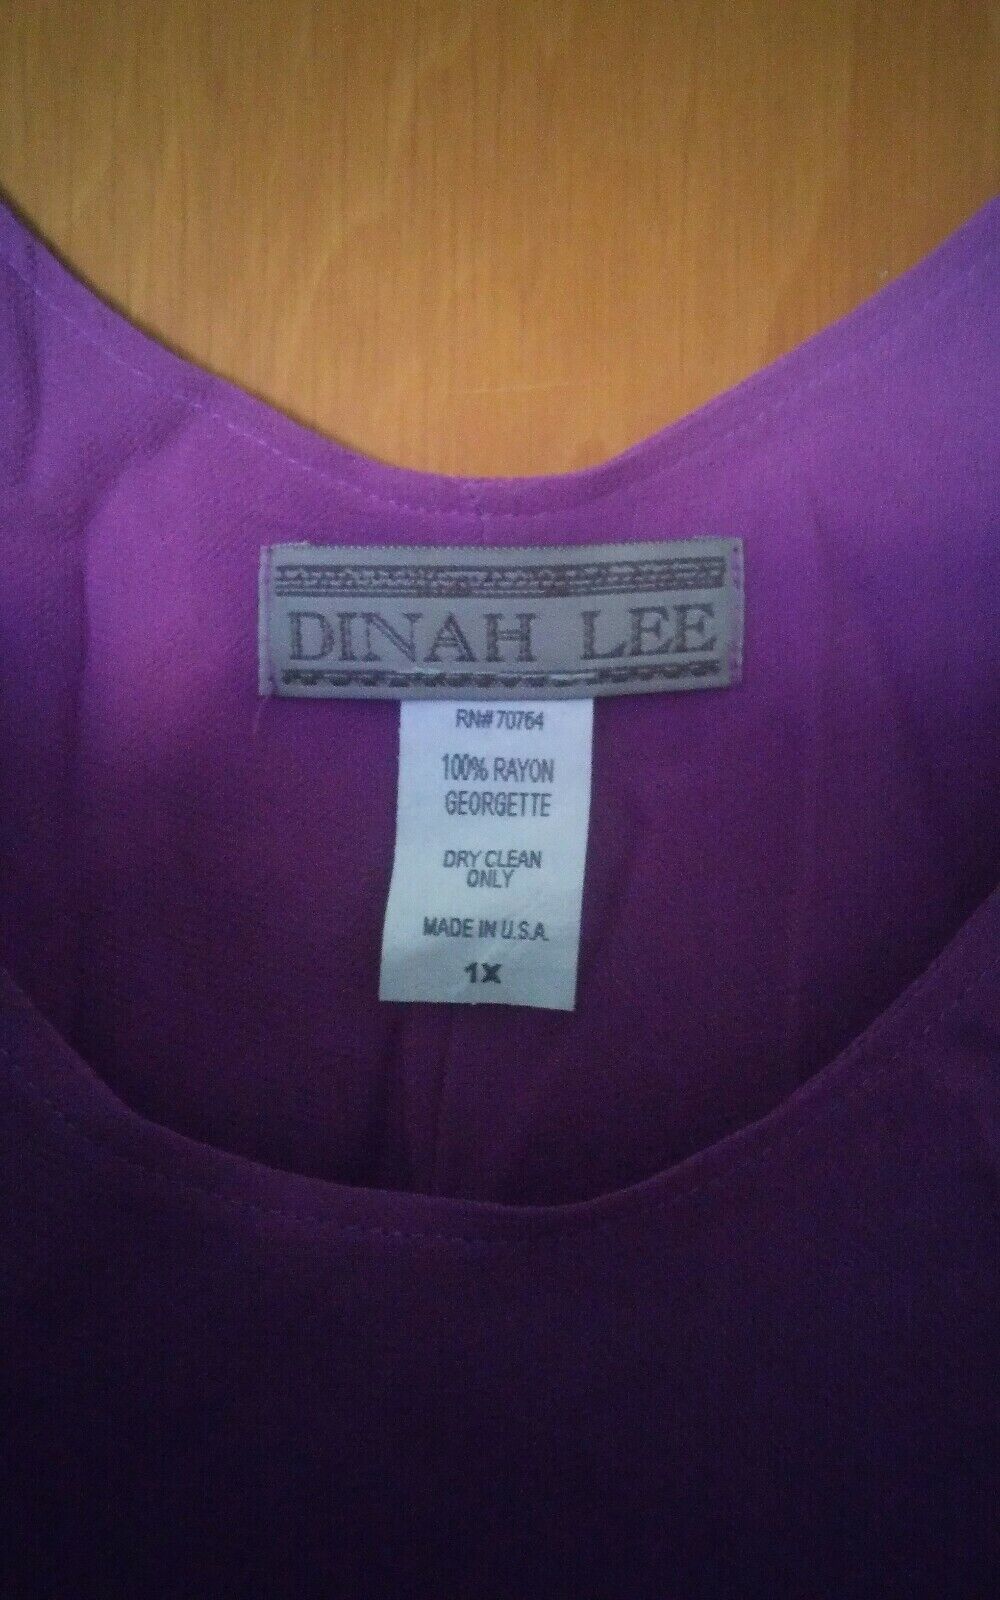 DINAH LEE
RN# 70764
100% RAYON
GEORGETTE
DRY CLEAN
ONLY
MADE IN U.S.A.
1X